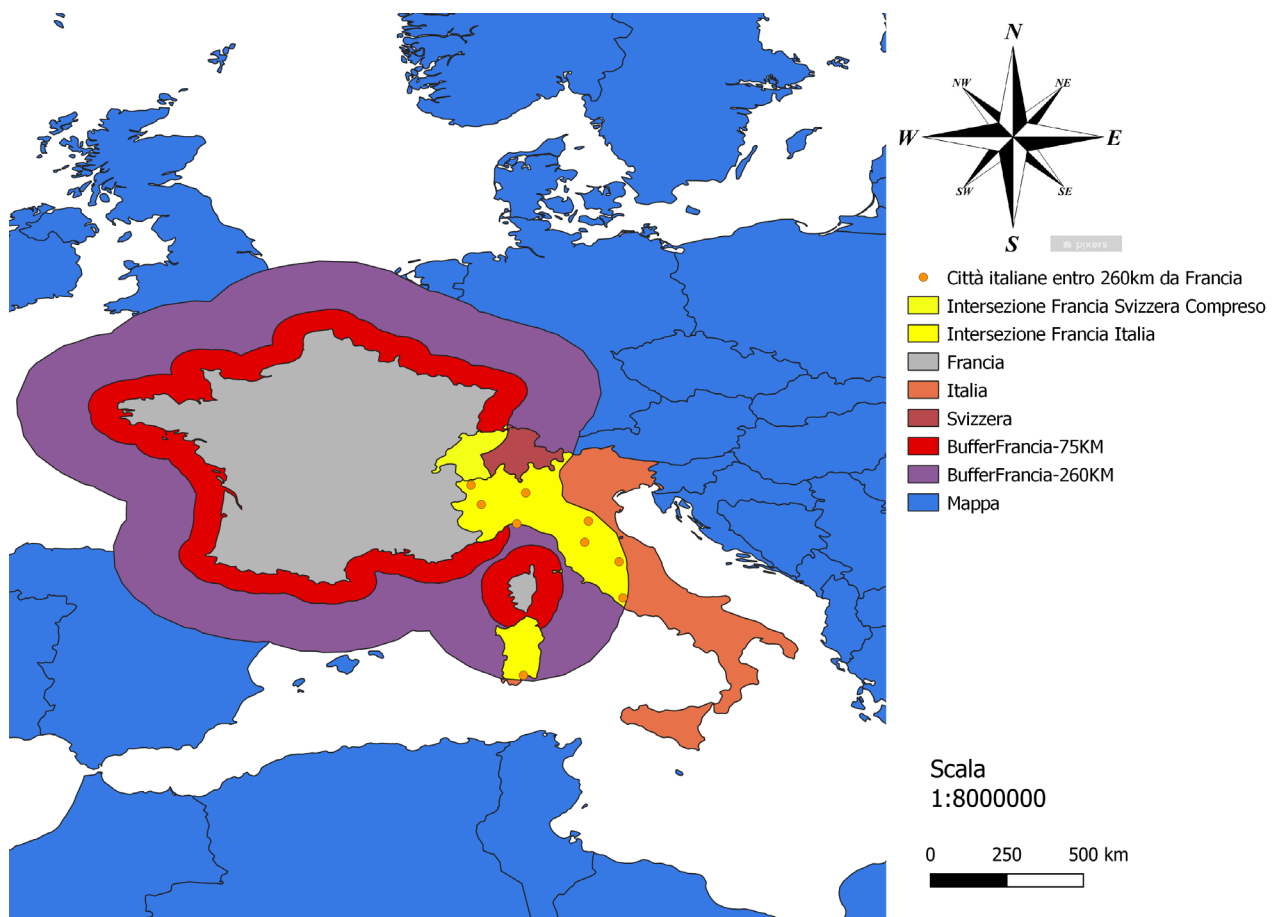 N
NW
NE
W
E
SW
SE
S
pixers
Città italiane entro 260km da Francia
Intersezione Francia Svizzera Compreso
Intersezione Francia Italia
Francia
Italia
Svizzera
BufferFrancia-75KM
BufferFrancia-260KM
Mappa
Scala
1:8000000
0 250 500 km